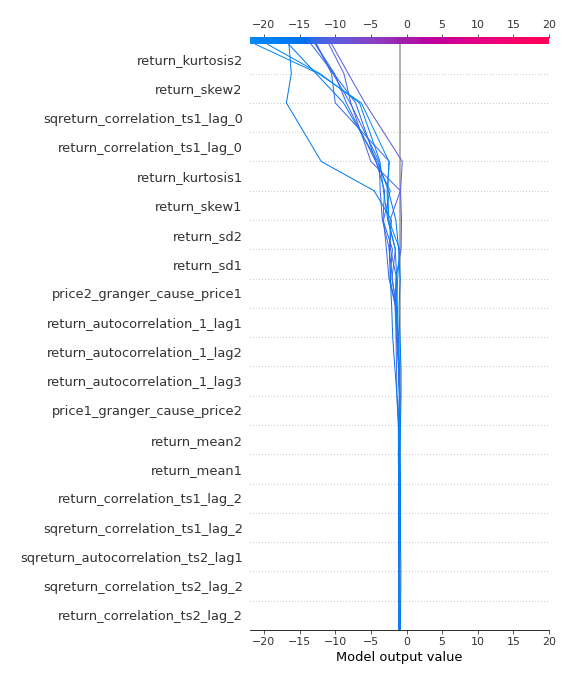 −20 −15 −10 −5 0 5 10 15 20
return_kurtosis2
return_skew2
sqreturn_correlation_ts1_lag_0
return_correlation_ts1_lag_0
return_kurtosis1
return_skew1
return_sd2
return_sd1
price2_granger_cause_price1
return_autocorrelation_1_lag1
return_autocorrelation_1_lag2
return_autocorrelation_1_lag3
price1_granger_cause_price2
return_mean2
return_mean1
return_correlation_ts1_lag_2
sqreturn_correlation_ts1_lag_2
sqreturn_autocorrelation_ts2_lag1
sqreturn_correlation_ts2_lag_2
return_correlation_ts2_lag_2
−20 −15 −10 −5 0 5 10 15 20
Model output value